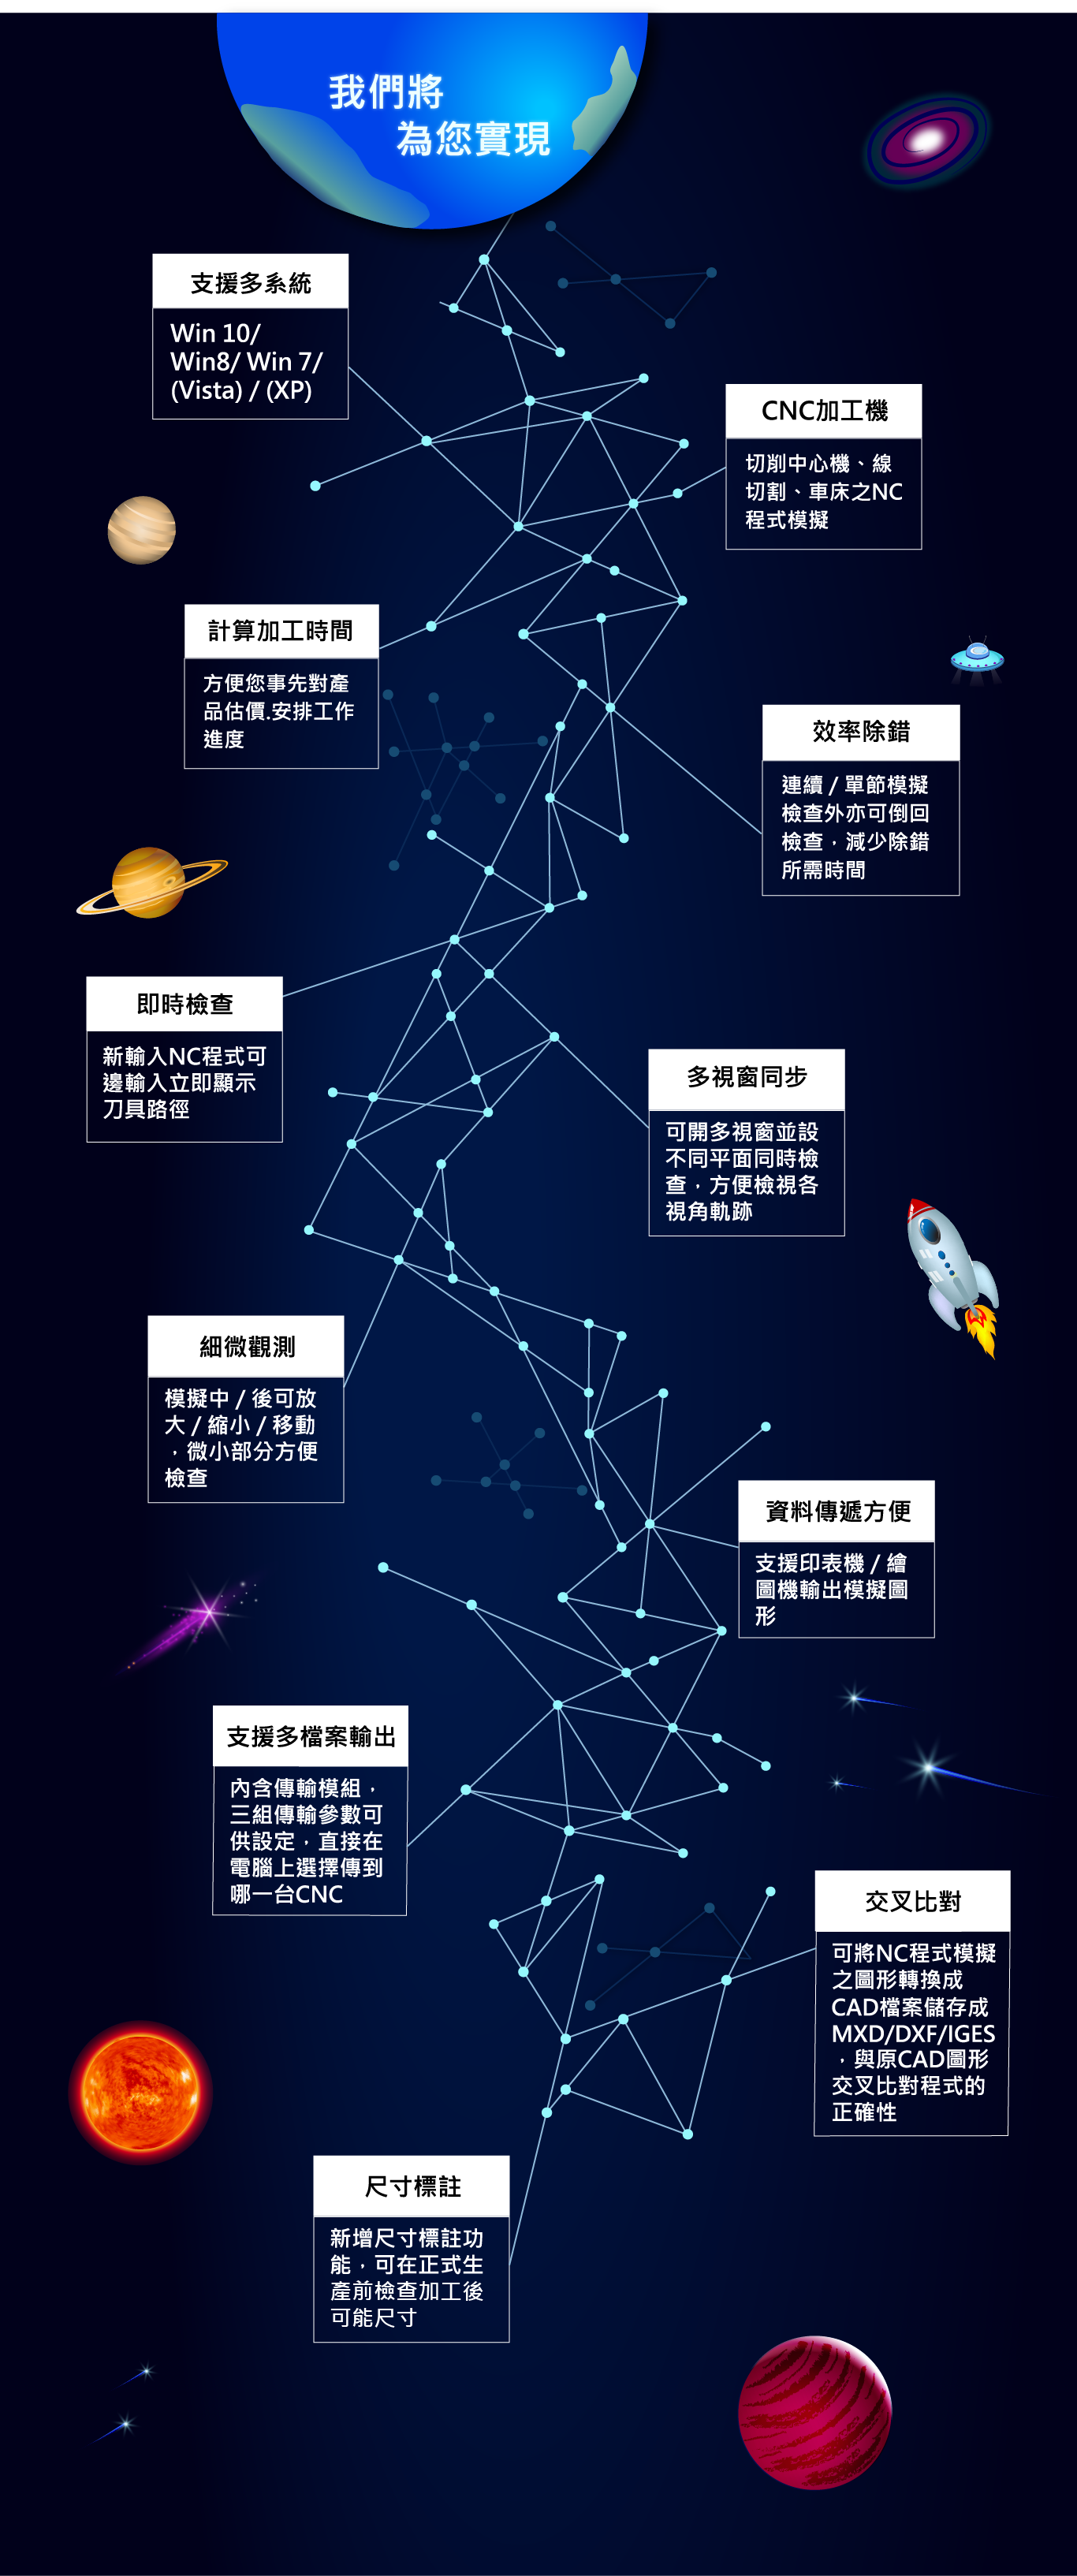 我們將
為您實現
支援多系統
Win 10/
Win8/ Win 7/
(Vista) / (XP)
CNC加工機
切削中心機、線
切割、車床之NC
程式模擬
計算加工時間
方便您事先對產
品估價.安排工作
進度
效率除錯
連續 / 單節模擬
檢查外亦可倒回
檢查，減少除錯
所需時間
即時檢查
新輸入NC程式可
邊輸入立即顯示
刀具路徑
多視窗同步
可開多視窗並設
不同平面同時檢
查，方便檢視各
視角軌跡
細微觀測
模擬中 / 後可放
大 / 縮小 / 移動
，微小部分方便
檢查
資料傳遞方便
支援印表機 / 繪
圖機輸出模擬圖
形
支援多檔案輸出
內含傳輸模組，
三組傳輸參數可
供設定，直接在
電腦上選擇傳到
哪一台CNC
交叉比對
可將NC程式模擬
之圖形轉換成
CAD檔案儲存成
MXD/DXF/IGES
，與原CAD圖形
交叉比對程式的
正確性
尺寸標註
新增尺寸標註功
能，可在正式生
產前檢查加工後
可能尺寸